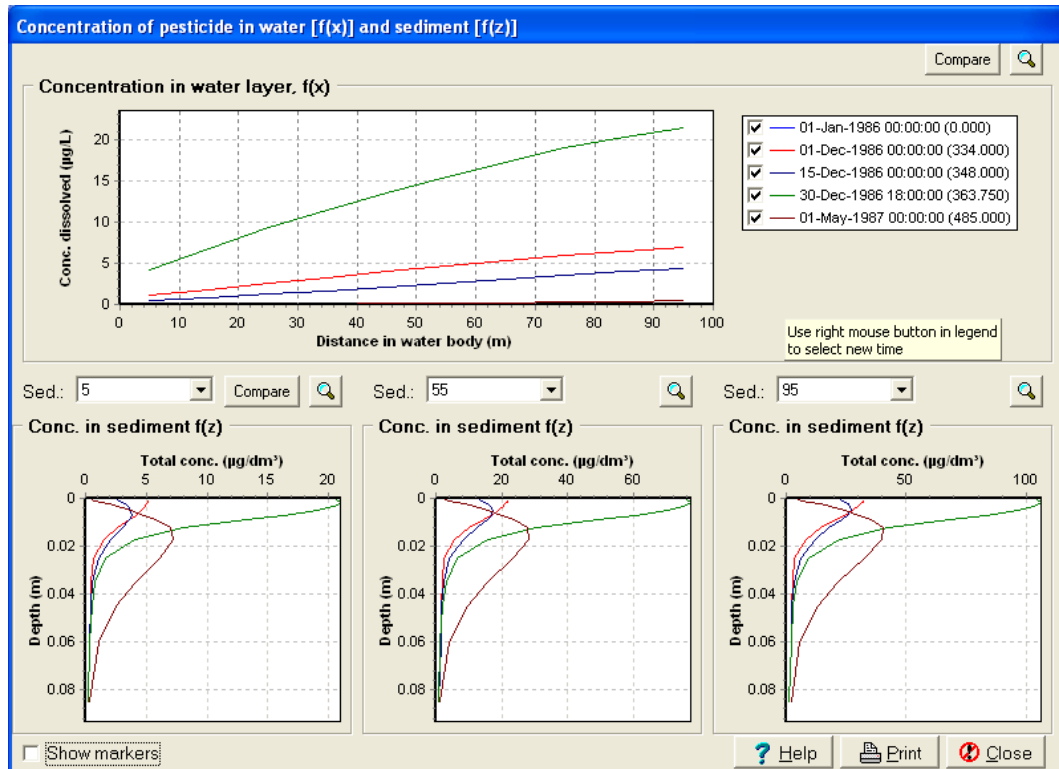 Concentration of pesticide in water [f(x)] and sediment [f(z)]
Compare
Concentration in water layer, f(x)
Conc. dissolved (µg/L)
20
15
10
5
0
0 10 20 30 40 50 60 70 80 90 100
Distance in water body (m)
01-Jan-1986 00:00:00 (0.000)
01-Dec-1986 00:00:00 (334.000)
15-Dec-1986 00:00:00 (348.000)
30-Dec-1986 18:00:00 (363.750)
01-May-1987 00:00:00 (485.000)
Use right mouse button in legend
to select new time
Sed.: 5 Compare
Conc. in sediment f(z)
Total conc. (µg/dm³)
0 5 10 15 20
Depth (m)
0
0.02
0.04
0.06
0.08
Sed.: 55
Conc. in sediment f(z)
Total conc. (µg/dm³)
0 20 40 60
Depth (m)
0
0.02
0.04
0.06
0.08
Sed.: 95
Conc. in sediment f(z)
Total conc. (µg/dm³)
0 50 100
Depth (m)
0
0.02
0.04
0.06
0.08
Show markers
? Help
Print
Close